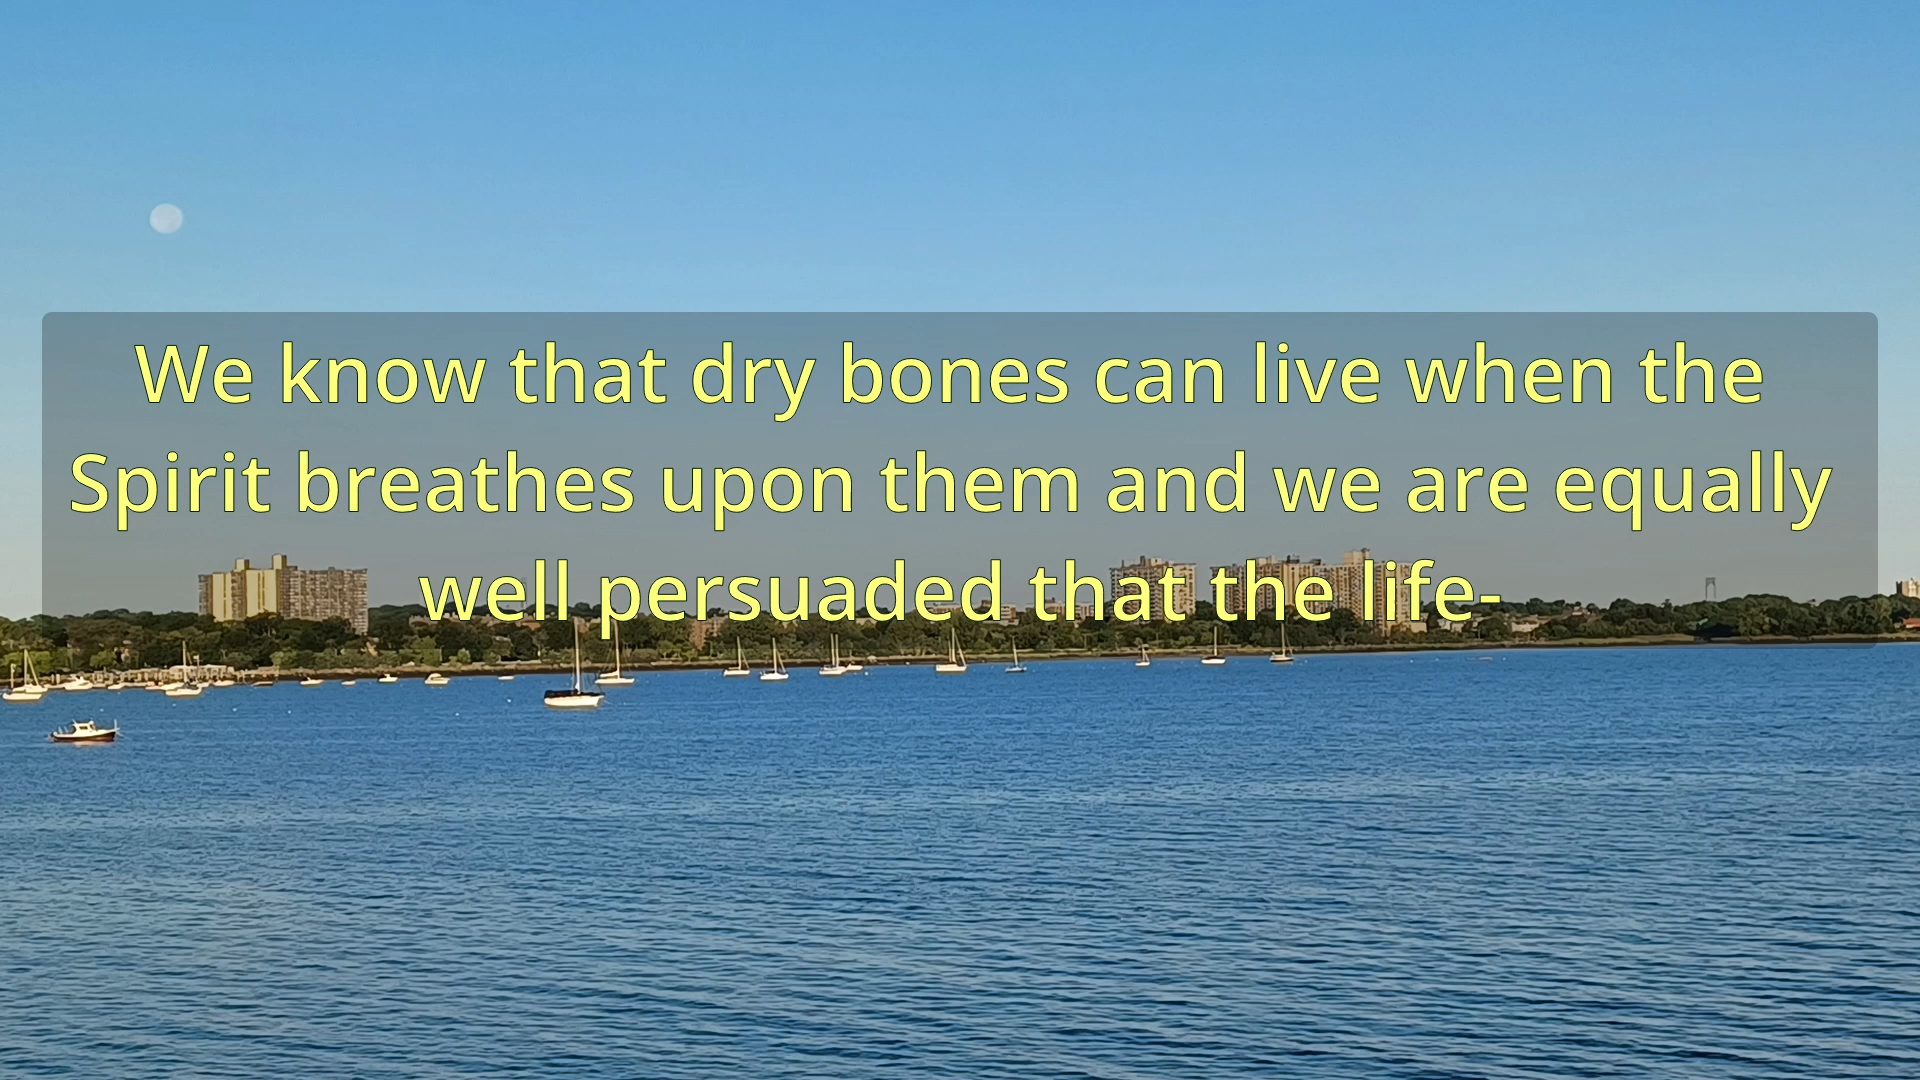 We know that dry bones can live when the
Spirit breathes upon them and we are equally
well persuaded that the life-